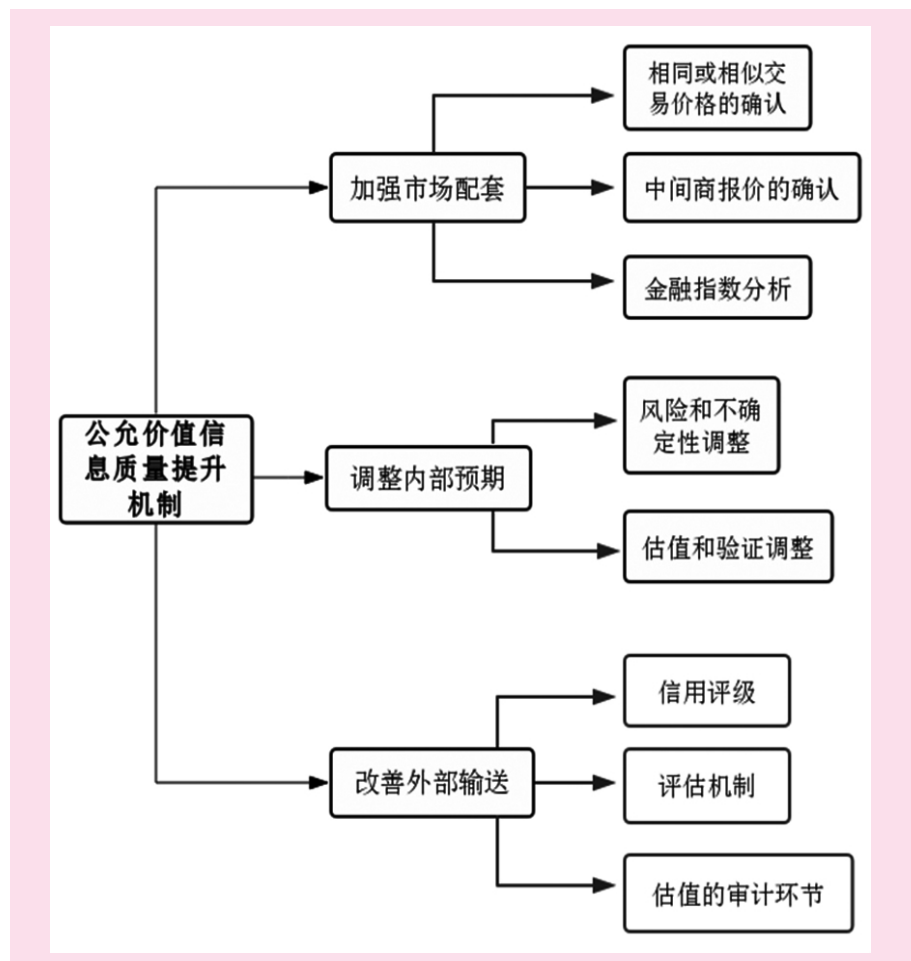 公允价值信
息质量提升
机制
加强市场配套
相同或相似交
易价格的确认
中间商报价的确认
金融指数分析
调整内部预期
风险和不确
定性调整
估值和验证调整
改善外部输送
信用评级
评估机制
估值的审计环节